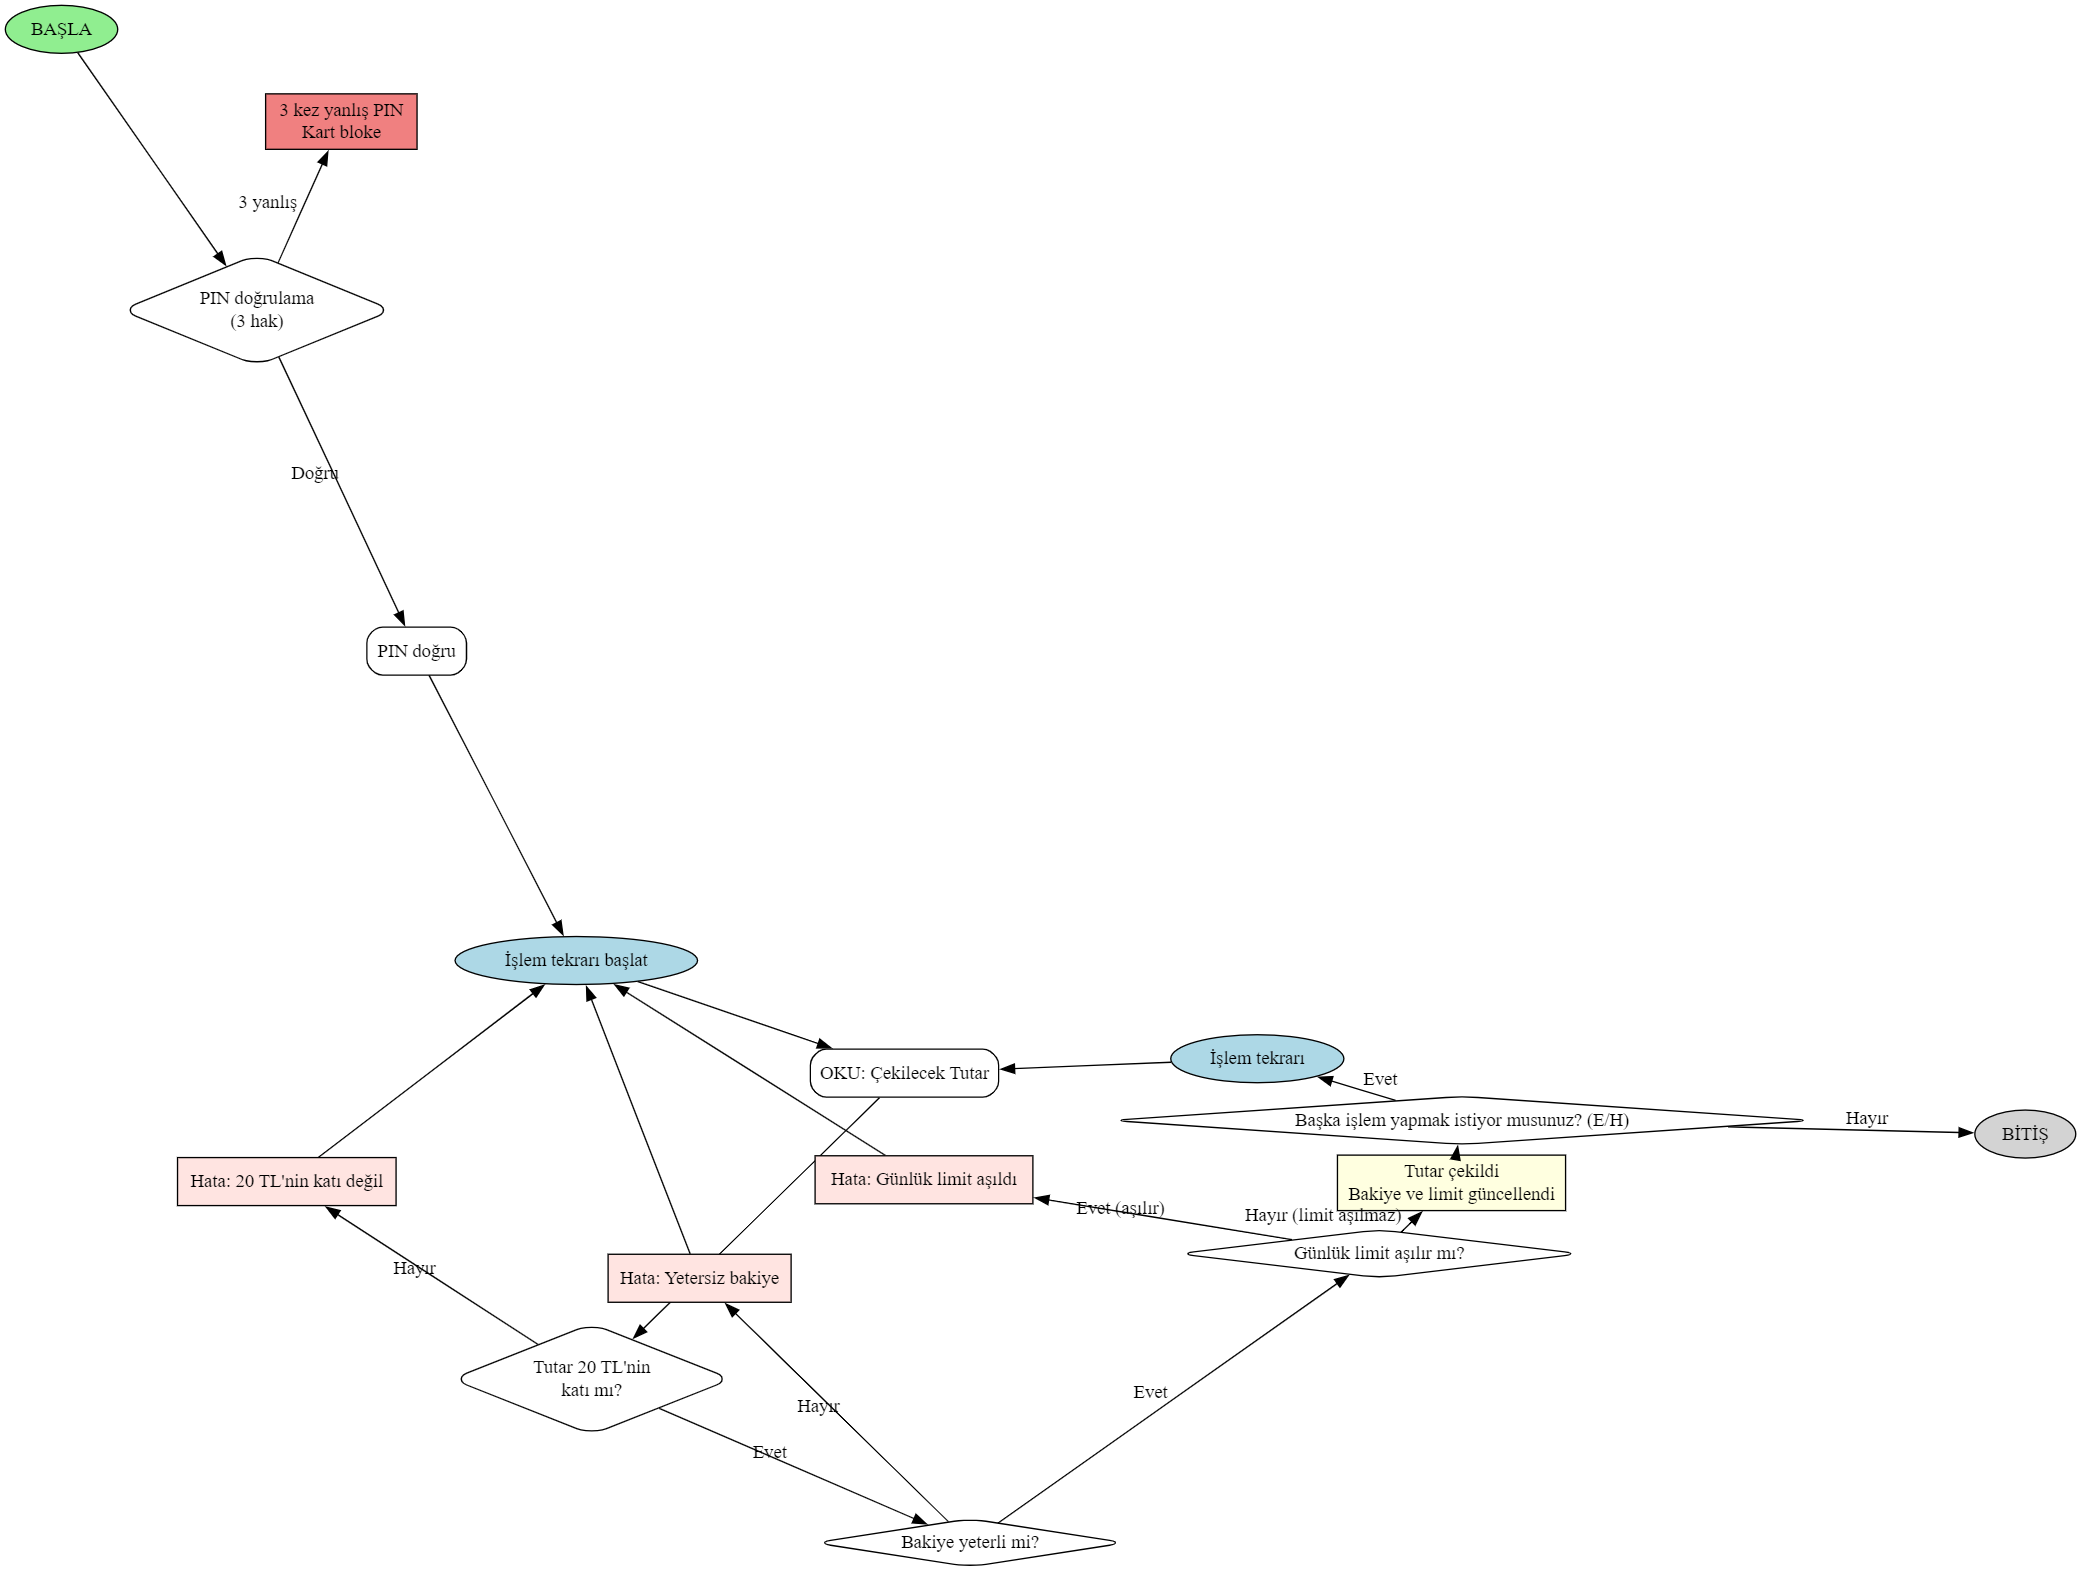 BAŞLA
3 kez yanlış PIN
Kart bloke
3 yanlış
PIN doğrulama
(3 hak)
Doğru
PIN doğru
İşlem tekrarı başlat
İşlem tekrarı
OKU: Çekilecek Tutar
Evet
Başka işlem yapmak istiyor musunuz? (E/H)
Hayır
BİTİŞ
Hata: 20 TL'nin katı değil
Hata: Günlük limit aşıldı
Tutar çekildi
Bakiye ve limit güncellendi
Evet (aşılır)
Hayır (limit aşılmaz)
Günlük limit aşılır mı?
Hayır
Hata: Yetersiz bakiye
Tutar 20 TL'nin
katı mı?
Hayır
Evet
Evet
Bakiye yeterli mi?